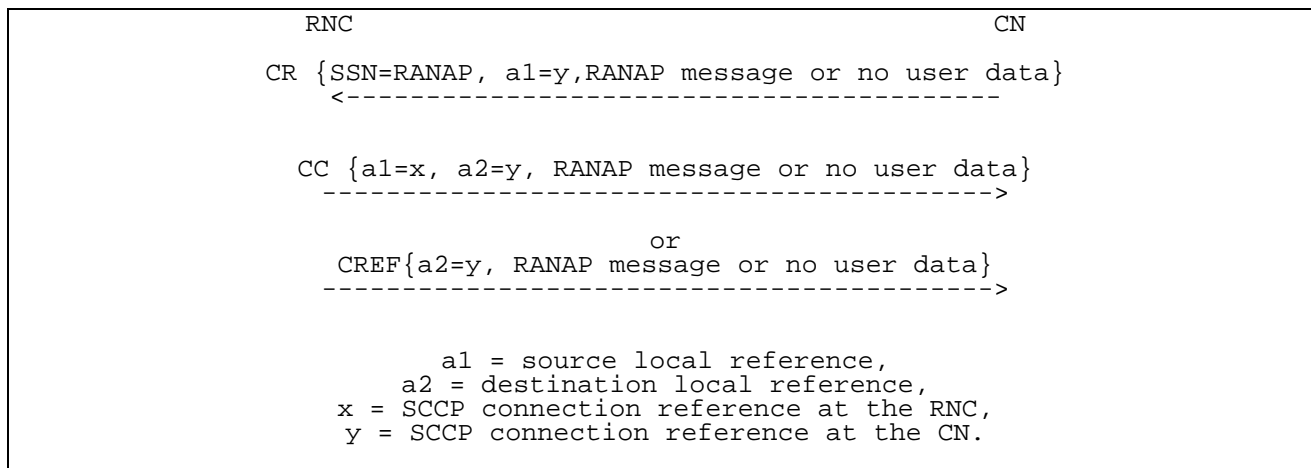 RNC CN
CR {SSN=RANAP, a1=y,RANAP message or no user data}
<-----------------------------------------
CC {a1=x, a2=y, RANAP message or no user data}
------------------------------------------>
or
CREF{a2=y, RANAP message or no user data}
------------------------------------------>
a1 = source local reference,
a2 = destination local reference,
x = SCCP connection reference at the RNC,
y = SCCP connection reference at the CN.